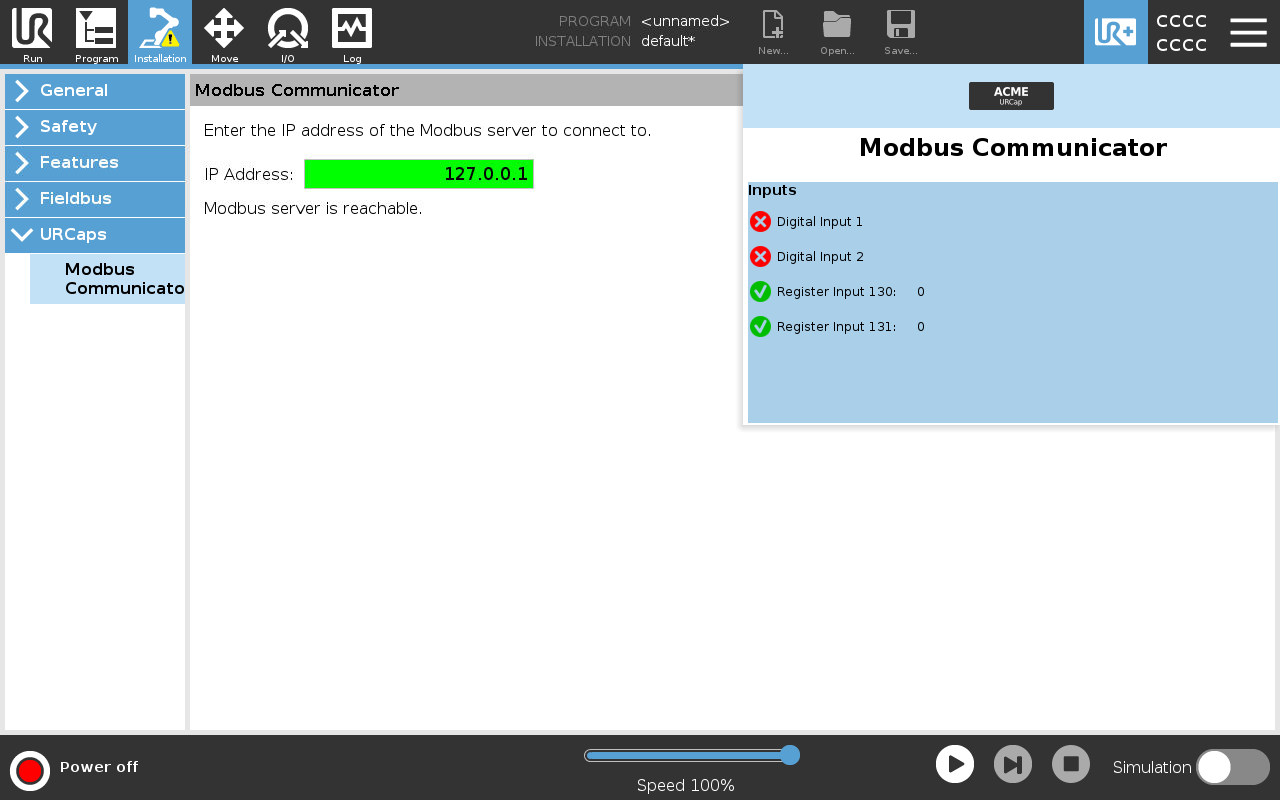 PROGRAM <unnamed>
INSTALLATION default*
Run Program Installation Move I/O Log
New... Open... Save...
UR+
CCCC
CCCC
General
Safety
Features
Fieldbus
URCaps
Modbus
Communicato
Modbus Communicator
Enter the IP address of the Modbus server to connect to.
IP Address: 127.0.0.1
Modbus server is reachable.
ACME
URCap
Modbus Communicator
Inputs
Digital Input 1
Digital Input 2
Register Input 130: 0
Register Input 131: 0
Power off
Speed 100%
Simulation